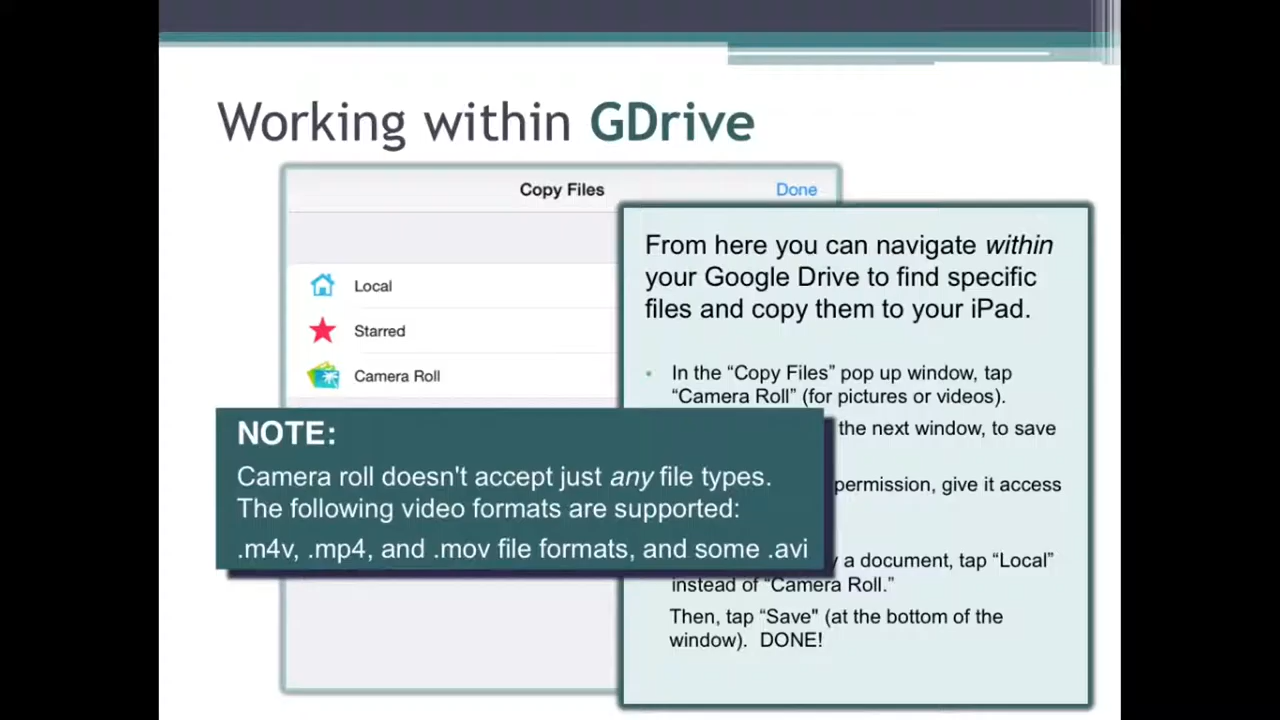 Working within GDrive
Copy Files
Done
Local
Starred
Camera Roll
From here you can navigate within
your Google Drive to find specific
files and copy them to your iPad.
• In the “Copy Files” pop up window, tap
“Camera Roll” (for pictures or videos).
the next window, to save
permission, give it access
a document, tap “Local”
instead of “Camera Roll.”
Then, tap “Save" (at the bottom of the
window). DONE!
NOTE:
Camera roll doesn't accept just any file types.
The following video formats are supported:
.m4v, .mp4, and .mov file formats, and some .avi